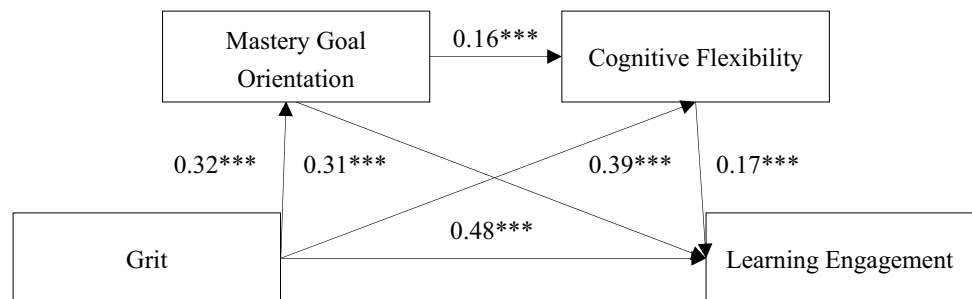 Mastery Goal
Orientation
0.16***
Cognitive Flexibility
0.32***
0.31***
0.39***
0.17***
Grit
0.48***
Learning Engagement